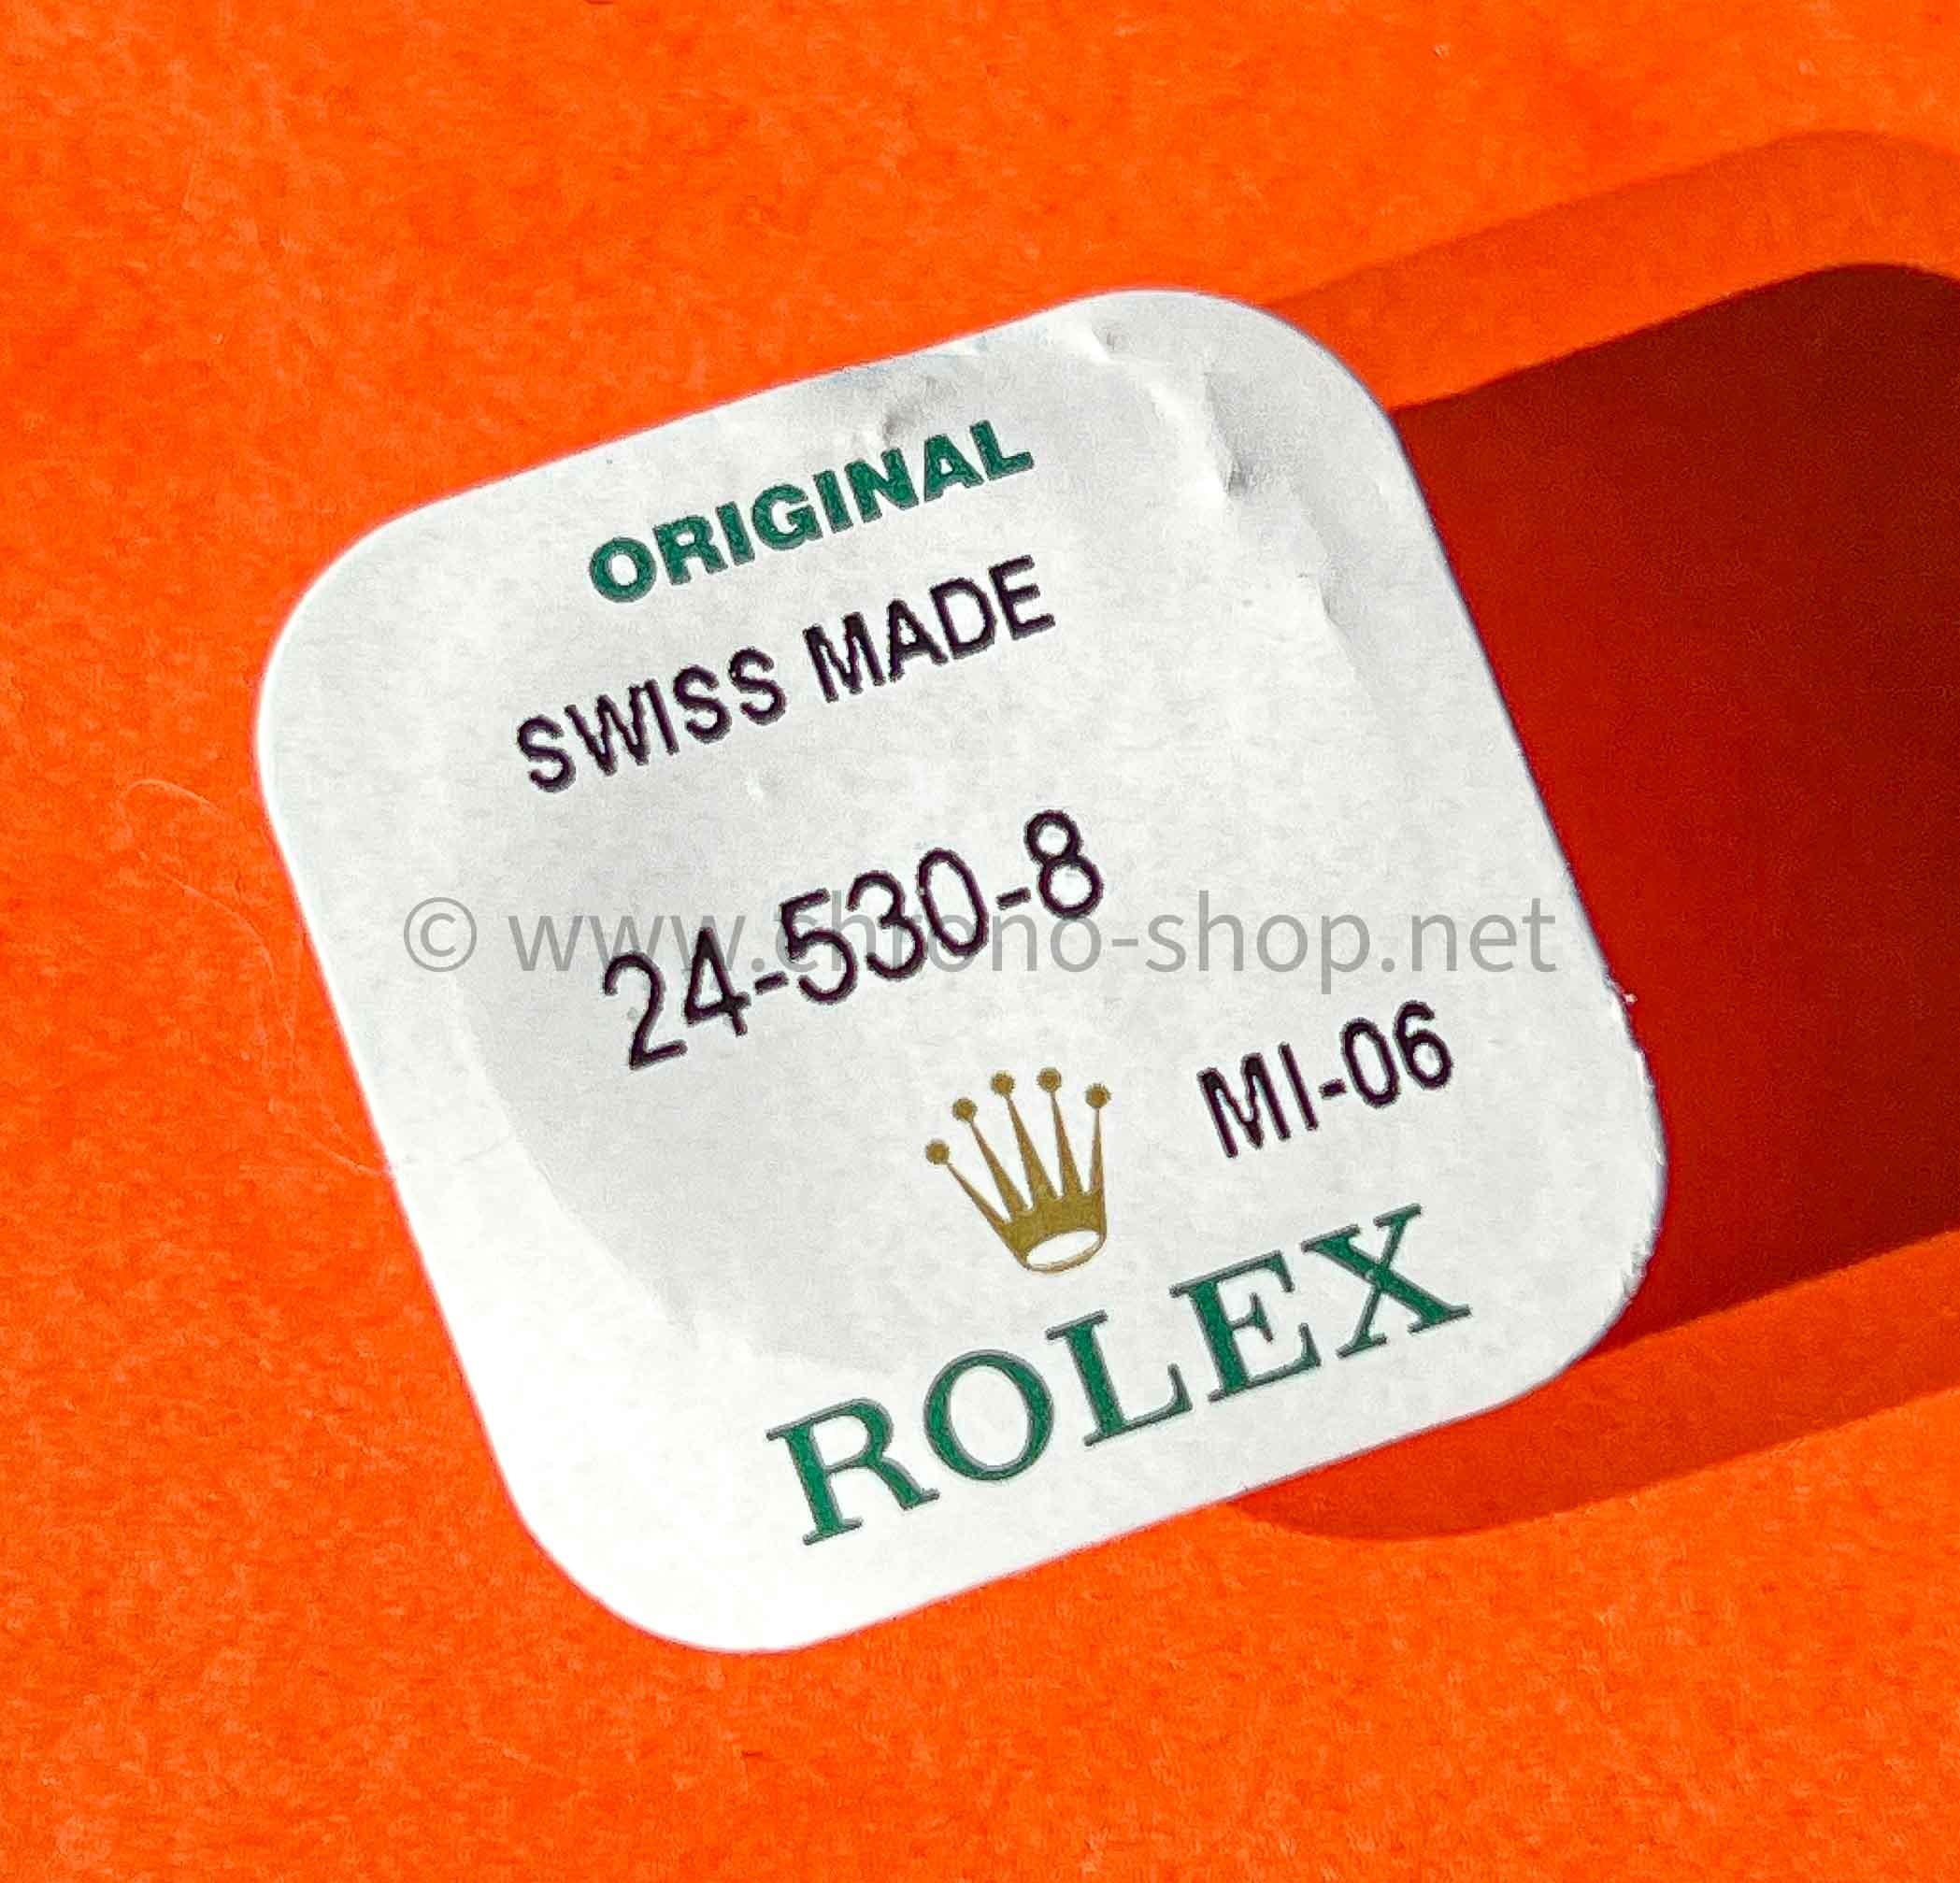 ORIGINAL
SWISS MADE
24-530-8
© www.chrono-shop.net
MI-06
ROLEX